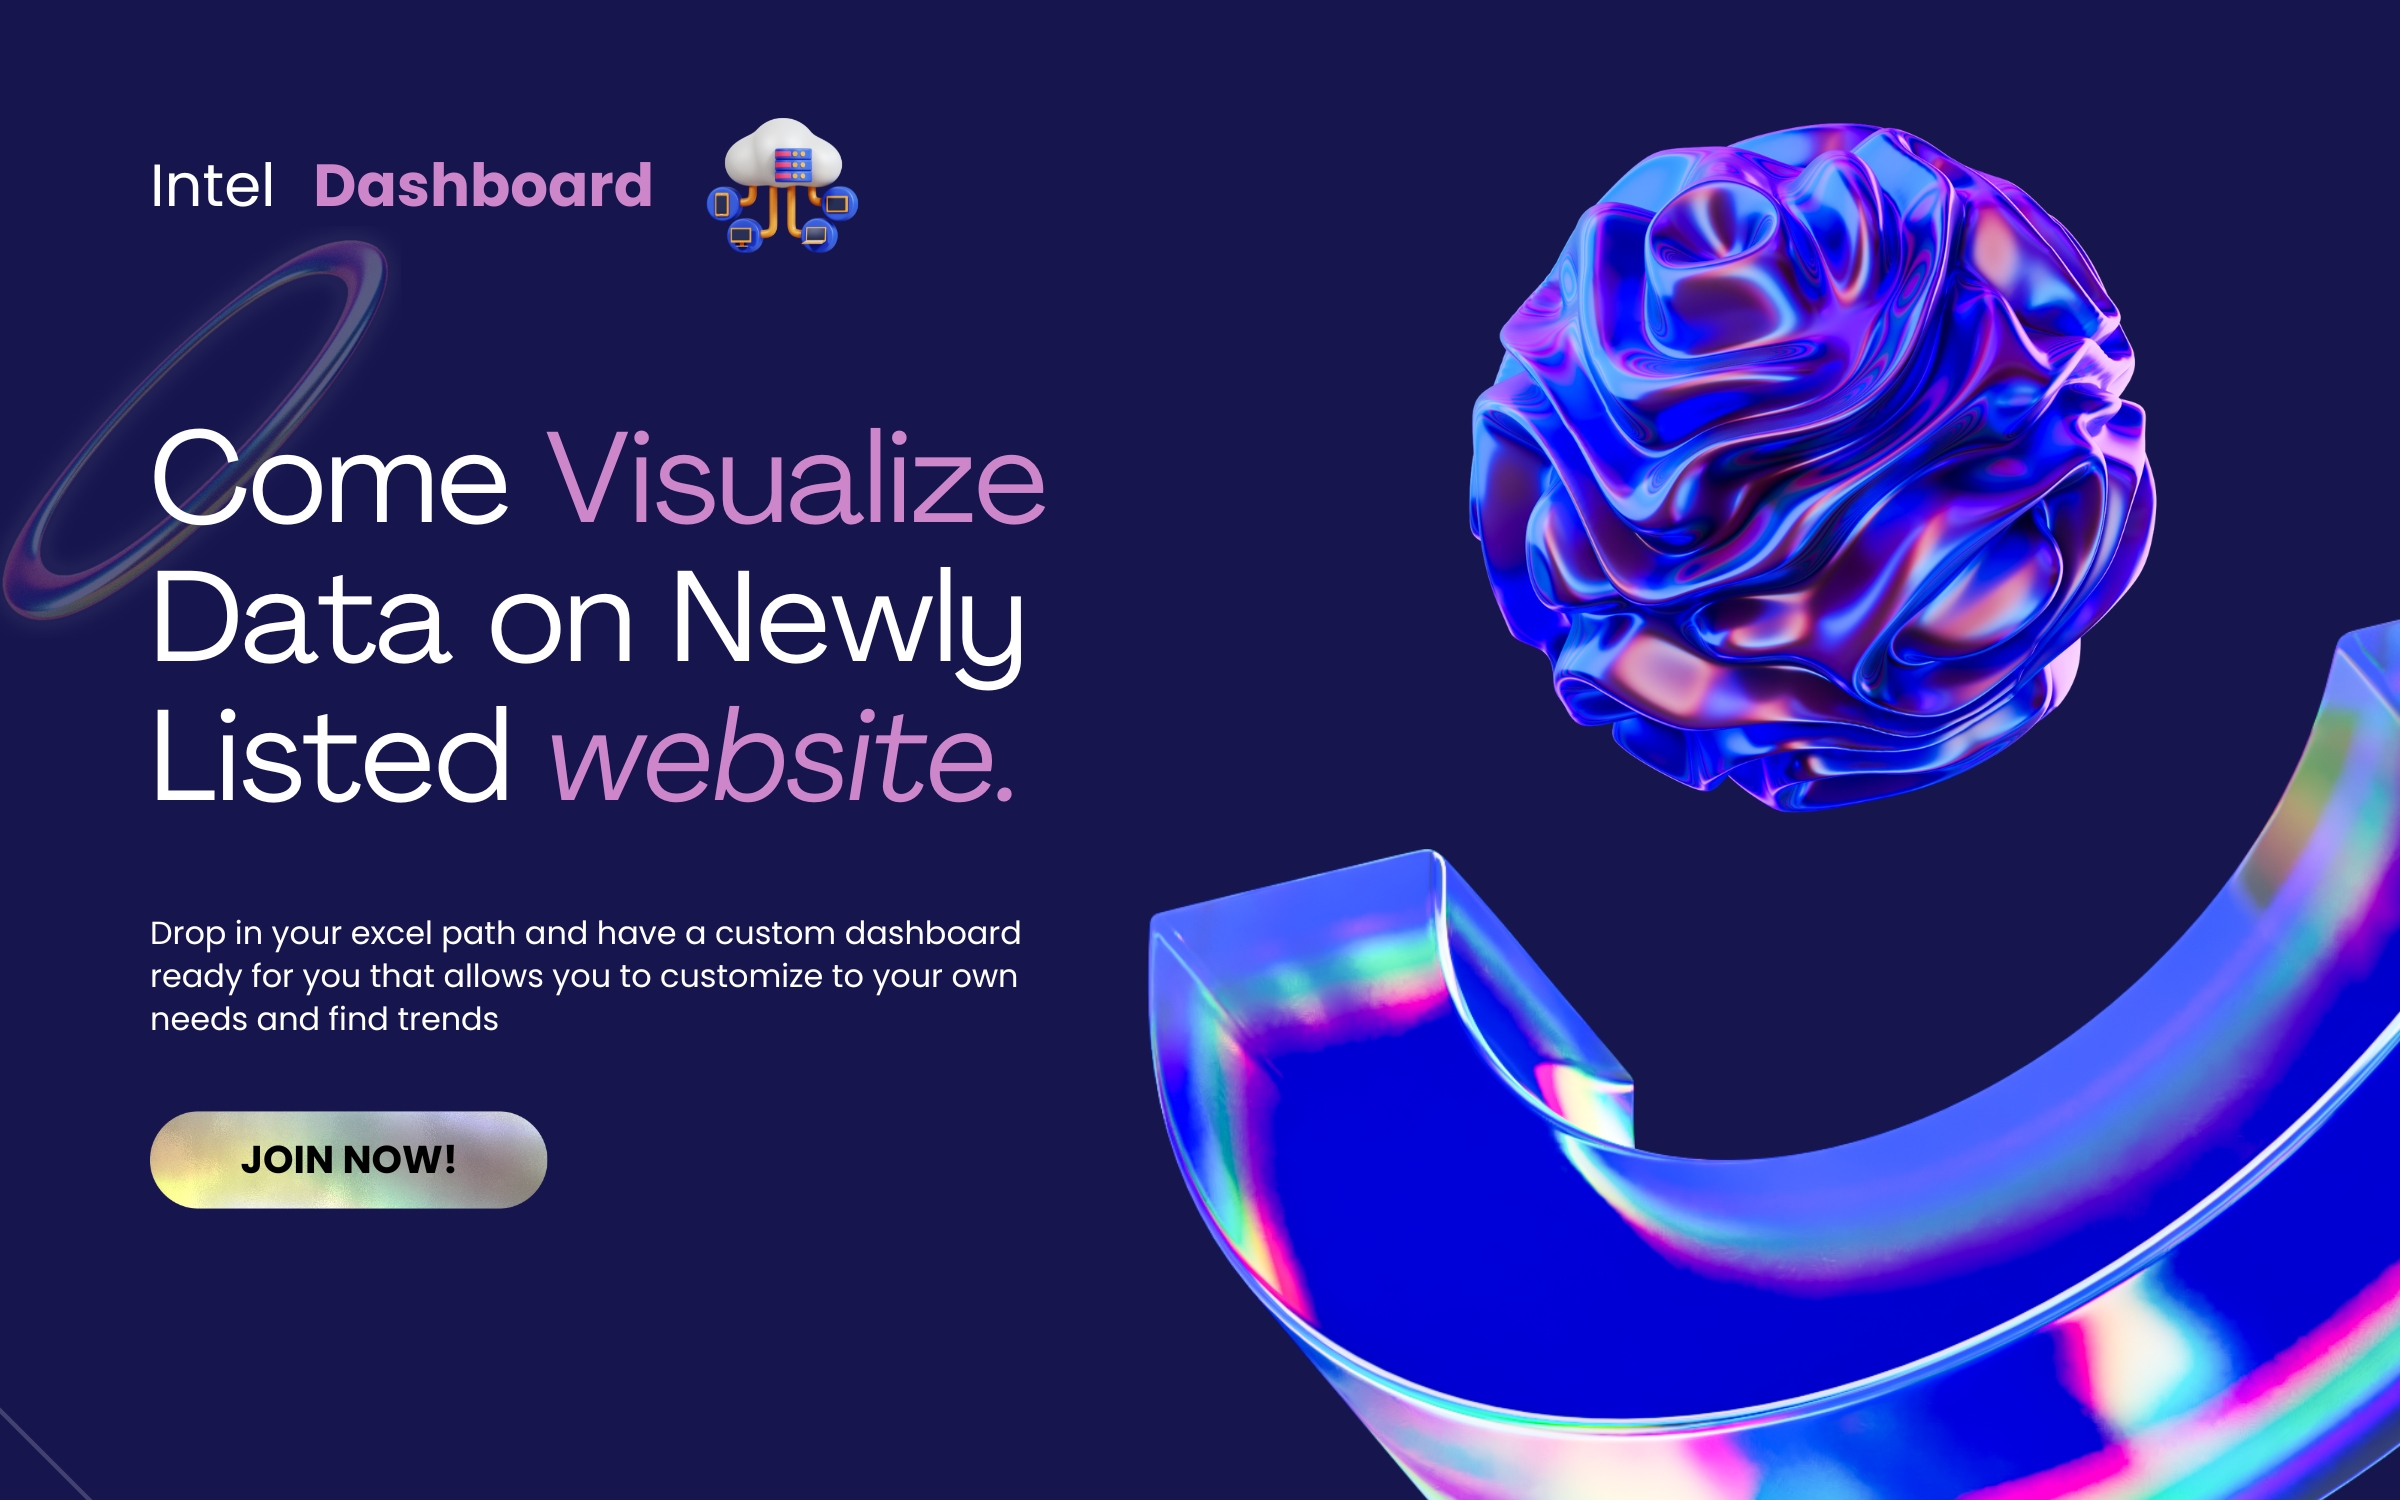 Intel Dashboard
Come Visualize
Data on Newly
Listed website.
Drop in your excel path and have a custom dashboard
ready for you that allows you to customize to your own
needs and find trends
JOIN NOW!